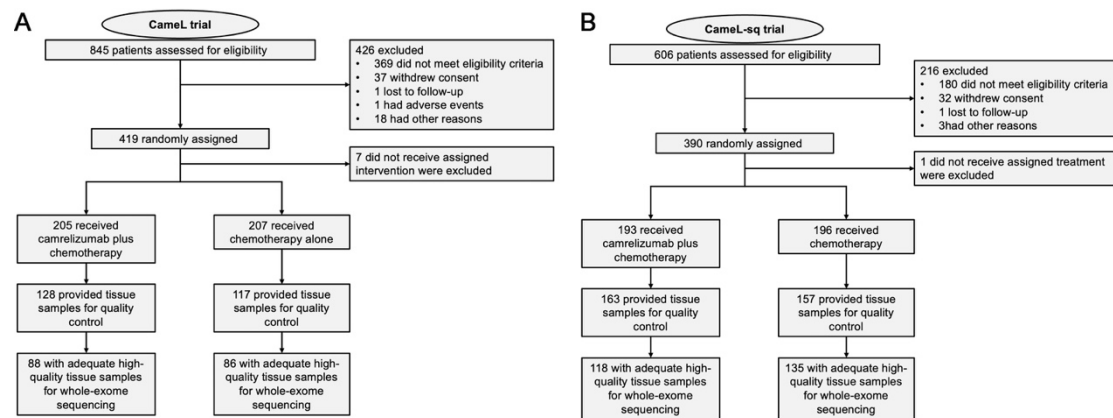 A
CameL trial
845 patients assessed for eligibility
426 excluded
• 369 did not meet eligibility criteria
• 37 withdrew consent
• 1 lost to follow-up
• 1 had adverse events
• 18 had other reasons
419 randomly assigned
7 did not receive assigned
intervention were excluded
205 received
camrelizumab plus
chemotherapy
207 received
chemotherapy alone
128 provided tissue
samples for quality
control
117 provided tissue
samples for quality
control
88 with adequate high-
quality tissue samples
for whole-exome
sequencing
86 with adequate high-
quality tissue samples
for whole-exome
sequencing
B
CameL-sq trial
606 patients assessed for eligibility
216 excluded
• 180 did not meet eligibility criteria
• 32 withdrew consent
• 1 lost to follow-up
• 3had other reasons
390 randomly assigned
1 did not receive assigned treatment
were excluded
193 received
camrelizumab plus
chemotherapy
196 received
chemotherapy
163 provided tissue
samples for quality
control
157 provided tissue
samples for quality
control
118 with adequate high-
quality tissue samples
for whole-exome
sequencing
135 with adequate high-
quality tissue samples
for whole-exome
sequencing